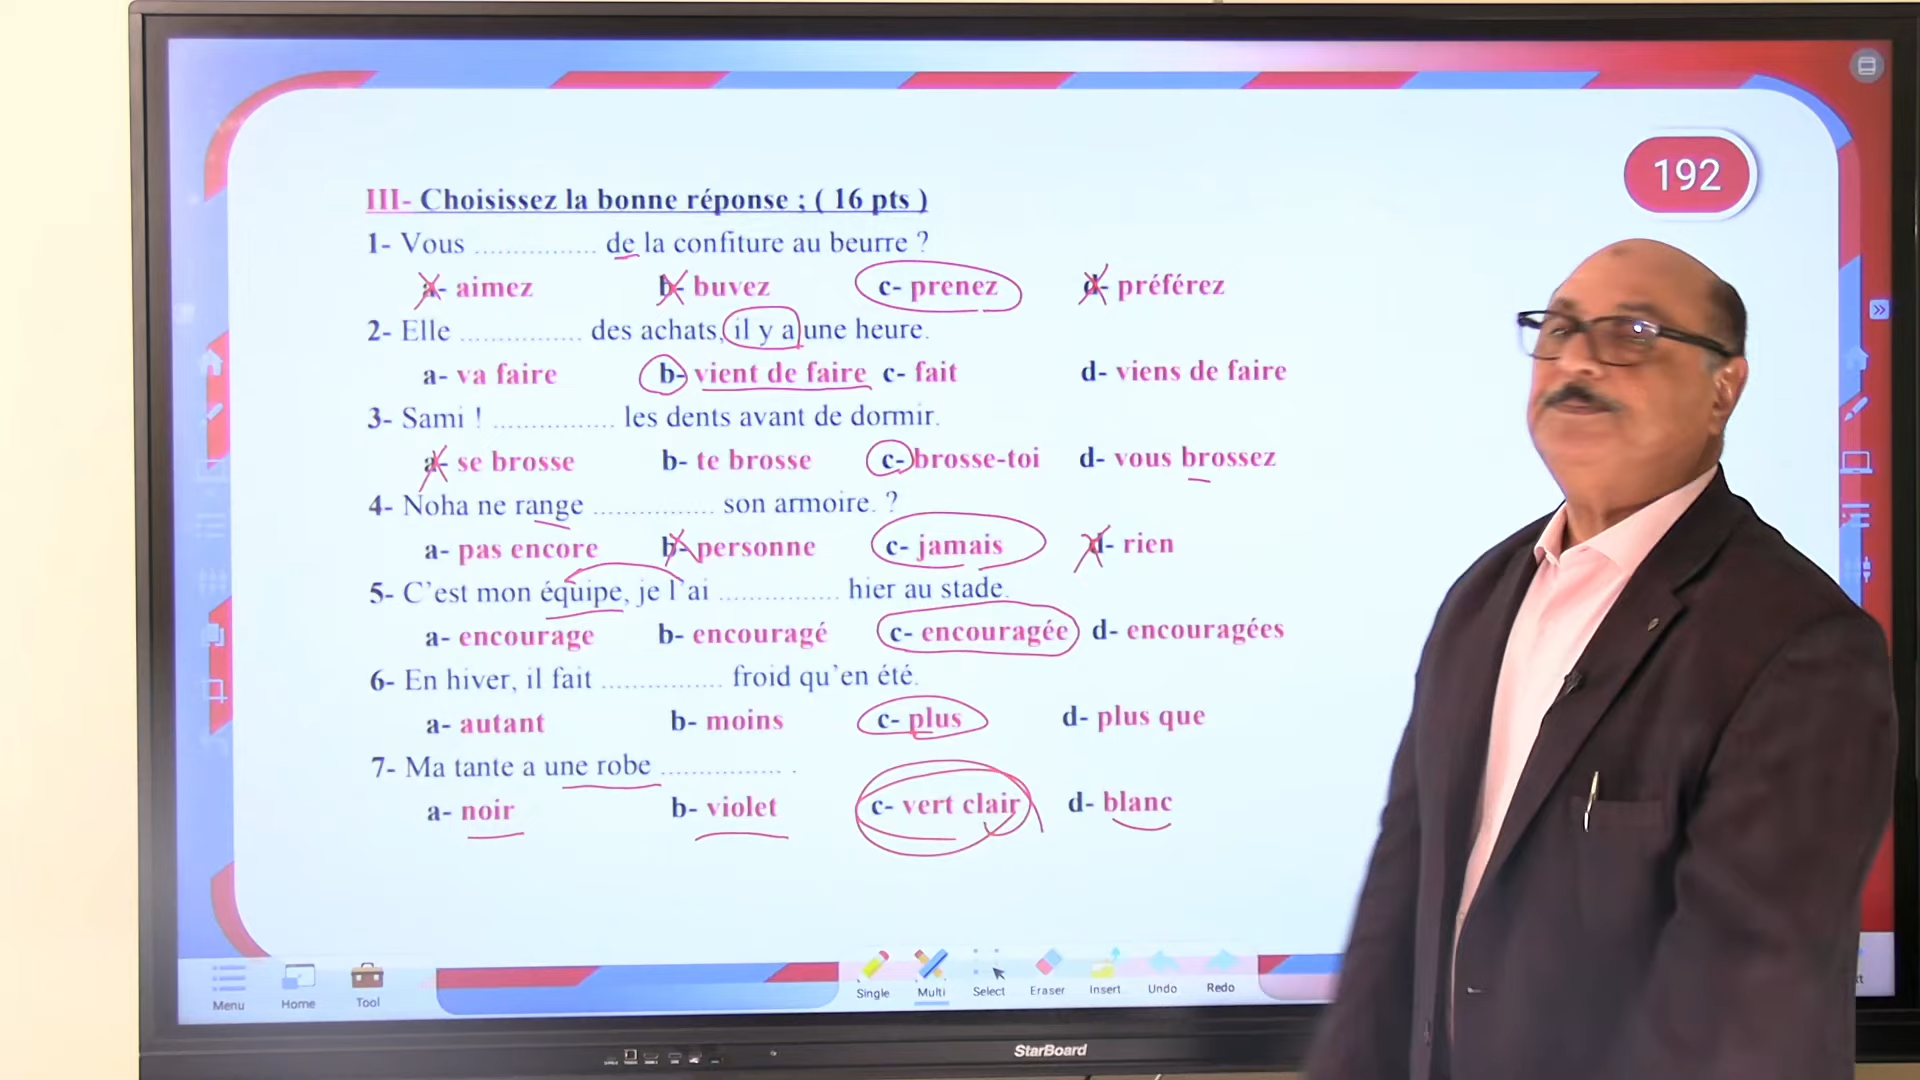 192
III- Choisissez la bonne réponse ; ( 16 pts )
1- Vous ................ de la confiture au beurre ?
a- aimez b- buvez c- prenez d- préférez
2- Elle ................ des achats, il y a une heure.
a- va faire b- vient de faire c- fait d- viens de faire
3- Sami ! ................ les dents avant de dormir.
a- se brosse b- te brosse c- brosse-toi d- vous brossez
4- Noha ne range ................ son armoire. ?
a- pas encore b- personne c- jamais d- rien
5- C’est mon équipe, je l’ai ................ hier au stade.
a- encourage b- encouragé c- encouragée d- encouragées
6- En hiver, il fait ................ froid qu’en été.
a- autant b- moins c- plus d- plus que
7- Ma tante a une robe ................ .
a- noir b- violet c- vert clair d- blanc
Menu Home Tool Single Multi Select Eraser Insert Undo Redo
StarBoard